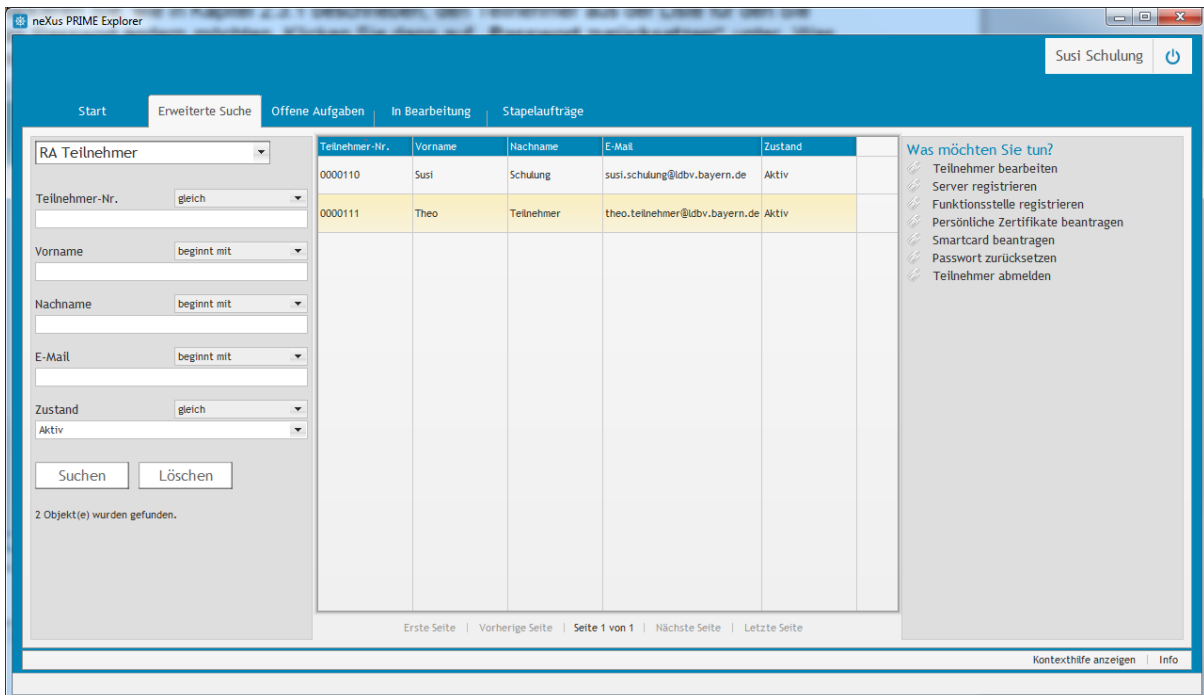 neXus PRIME Explorer
Susi Schulung
Start
Erweiterte Suche
Offene Aufgaben
In Bearbeitung
Stapelaufträge
RA Teilnehmer
Teilnehmer-Nr.
gleich
Vorname
beginnt mit
Nachname
beginnt mit
E-Mail
beginnt mit
Zustand
gleich
Aktiv
Suchen
Löschen
2 Objekt(e) wurden gefunden.
Teilnehmer-Nr. Vorname Nachname E-Mail Zustand
0000110 Susi Schulung susi.schulung@ldbv.bayern.de Aktiv
0000111 Theo Teilnehmer theo.teilnehmer@ldbv.bayern.de Aktiv
Erste Seite | Vorherige Seite | Seite 1 von 1 | Nächste Seite | Letzte Seite
Was möchten Sie tun?
Teilnehmer bearbeiten
Server registrieren
Funktionsstelle registrieren
Persönliche Zertifikate beantragen
Smartcard beantragen
Passwort zurücksetzen
Teilnehmer abmelden
Kontexthilfe anzeigen | Info